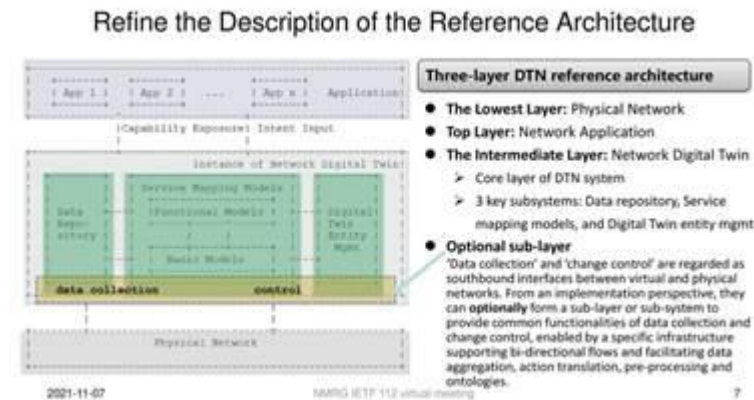 Refine the Description of the Reference Architecture
App 1 App 2 ... App n Application
Capability Exposure Intent Input
Instance of Network Digital Twin
Service Mapping Models
Data Repo- sitory
Functional Models
Digital Twin Entity Mgmt
Basic Models
data collection control
Physical Network
Three-layer DTN reference architecture
● The Lowest Layer: Physical Network
● Top Layer: Network Application
● The Intermediate Layer: Network Digital Twin
➢ Core layer of DTN system
➢ 3 key subsystems: Data repository, Service
mapping models, and Digital Twin entity mgmt
● Optional sub-layer
'Data collection' and 'change control' are regarded as
southbound interfaces between virtual and physical
networks. From an implementation perspective, they
can optionally form a sub-layer or sub-system to
provide common functionalities of data collection and
change control, enabled by a specific infrastructure
supporting bi-directional flows and facilitating data
aggregation, action translation, pre-processing and
ontologies.
2021-11-07
NMRG IETF 112 virtual meeting
7